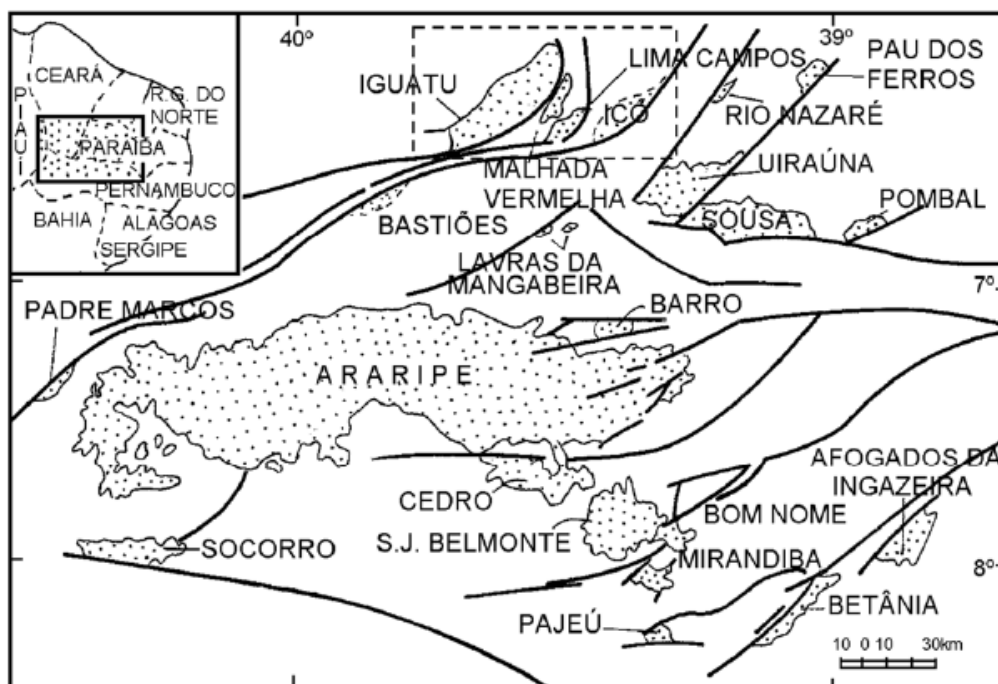 40º
39º
CEARÁ
R.G. DO
NORTE
P
I
A
U
Í
PARAÍBA
PERNAMBUCO
BAHIA
ALAGOAS
SERGIPE
IGUATU
LIMA CAMPOS
ICÓ
PAU DOS
FERROS
RIO NAZARÉ
MALHADA
VERMELHA
UIRAÚNA
BASTIÕES
SOUSA
POMBAL
LAVRAS DA
MANGABEIRA
7º
PADRE MARCOS
BARRO
ARARIPE
CEDRO
AFOGADOS DA
INGAZEIRA
BOM NOME
S.J. BELMONTE
SOCORRO
MIRANDIBA
8º
PAJEÚ
BETÂNIA
10 0 10 30km